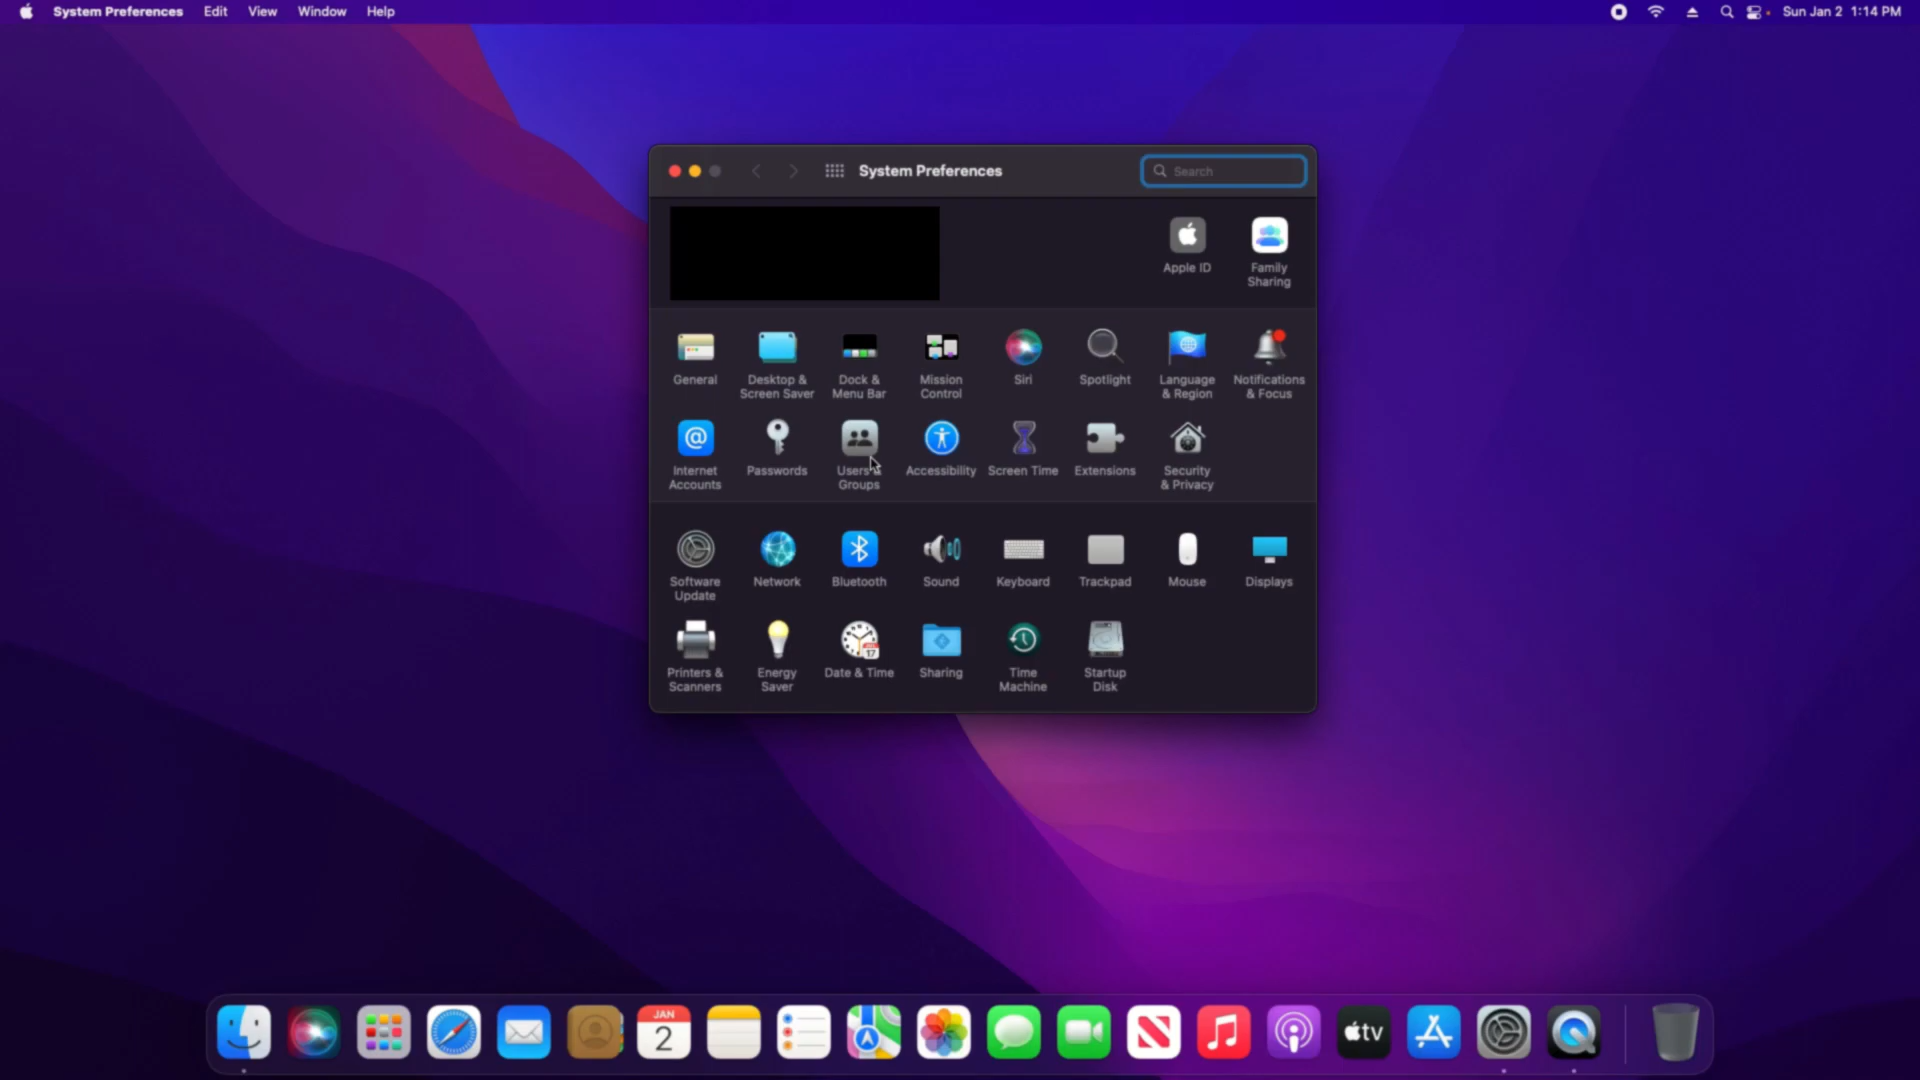 System Preferences Edit View Window Help Sun Jan 2 1:14 PM
System Preferences Search
Apple ID Family Sharing
General Desktop & Screen Saver Dock & Menu Bar Mission Control Siri Spotlight Language & Region Notifications & Focus
Internet Accounts Passwords Users & Groups Accessibility Screen Time Extensions Security & Privacy
Software Update Network Bluetooth Sound Keyboard Trackpad Mouse Displays
17
Printers & Scanners Energy Saver Date & Time Sharing Time Machine Startup Disk
JAN
2
tv